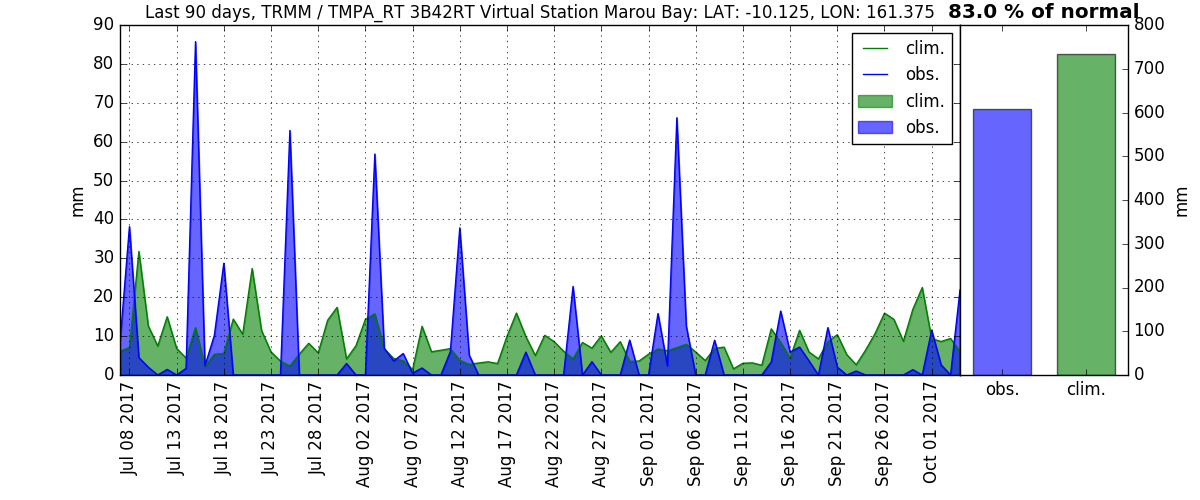 Last 90 days, TRMM / TMPA_RT 3B42RT Virtual Station Marou Bay: LAT: -10.125, LON: 161.375
83.0 % of normal
90
80
70
60
50
40
30
20
10
0
mm
clim.
obs.
clim.
obs.
Jul 08 2017
Jul 13 2017
Jul 18 2017
Jul 23 2017
Jul 28 2017
Aug 02 2017
Aug 07 2017
Aug 12 2017
Aug 17 2017
Aug 22 2017
Aug 27 2017
Sep 01 2017
Sep 06 2017
Sep 11 2017
Sep 16 2017
Sep 21 2017
Sep 26 2017
Oct 01 2017
obs.
clim.
800
700
600
500
400
300
200
100
0
mm